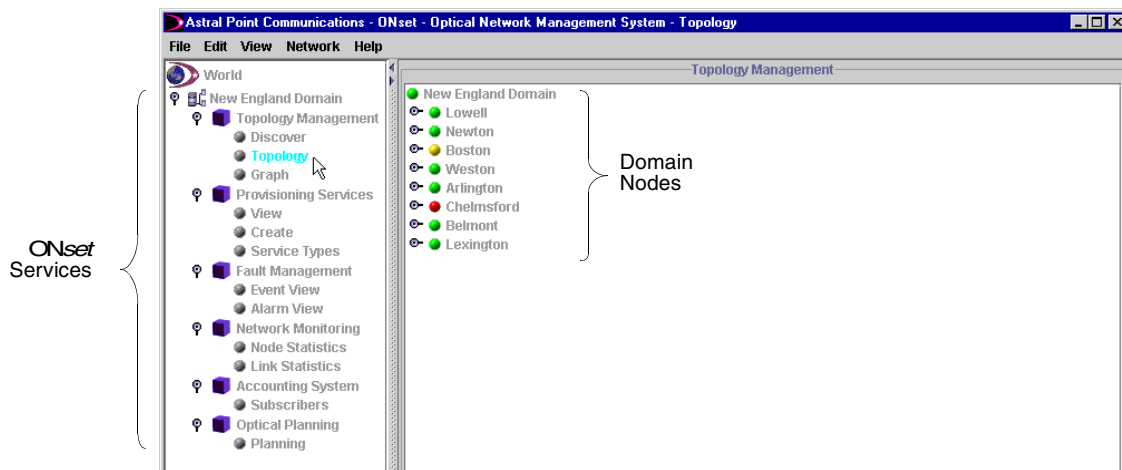 Astral Point Communications - ONset - Optical Network Management System - Topology
File Edit View Network Help
World
New England Domain
Topology Management
Discover
Topology
Graph
Provisioning Services
View
Create
Service Types
Fault Management
Event View
Alarm View
Network Monitoring
Node Statistics
Link Statistics
Accounting System
Subscribers
Optical Planning
Planning
Topology Management
New England Domain
Lowell
Newton
Boston
Weston
Arlington
Chelmsford
Belmont
Lexington
ONset
Services
Domain
Nodes